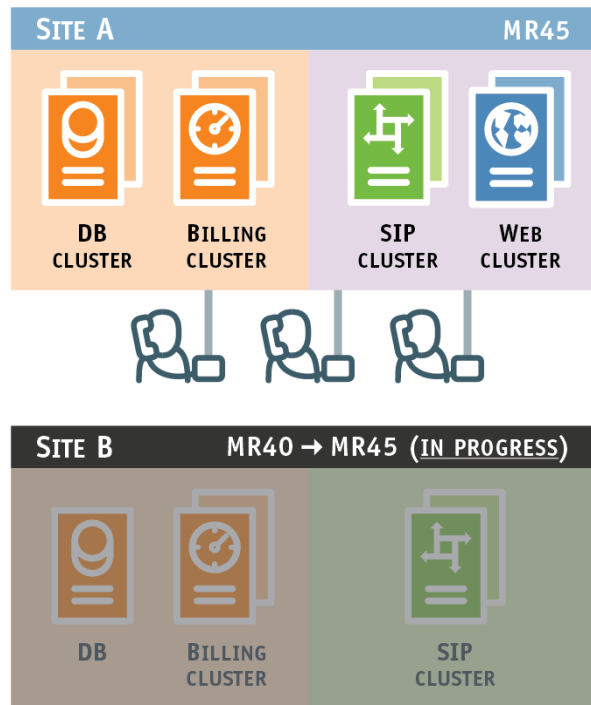 SITE A MR45
DB CLUSTER
BILLING CLUSTER
SIP CLUSTER
WEB CLUSTER
SITE B MR40 → MR45 (IN PROGRESS)
DB
BILLING CLUSTER
SIP CLUSTER